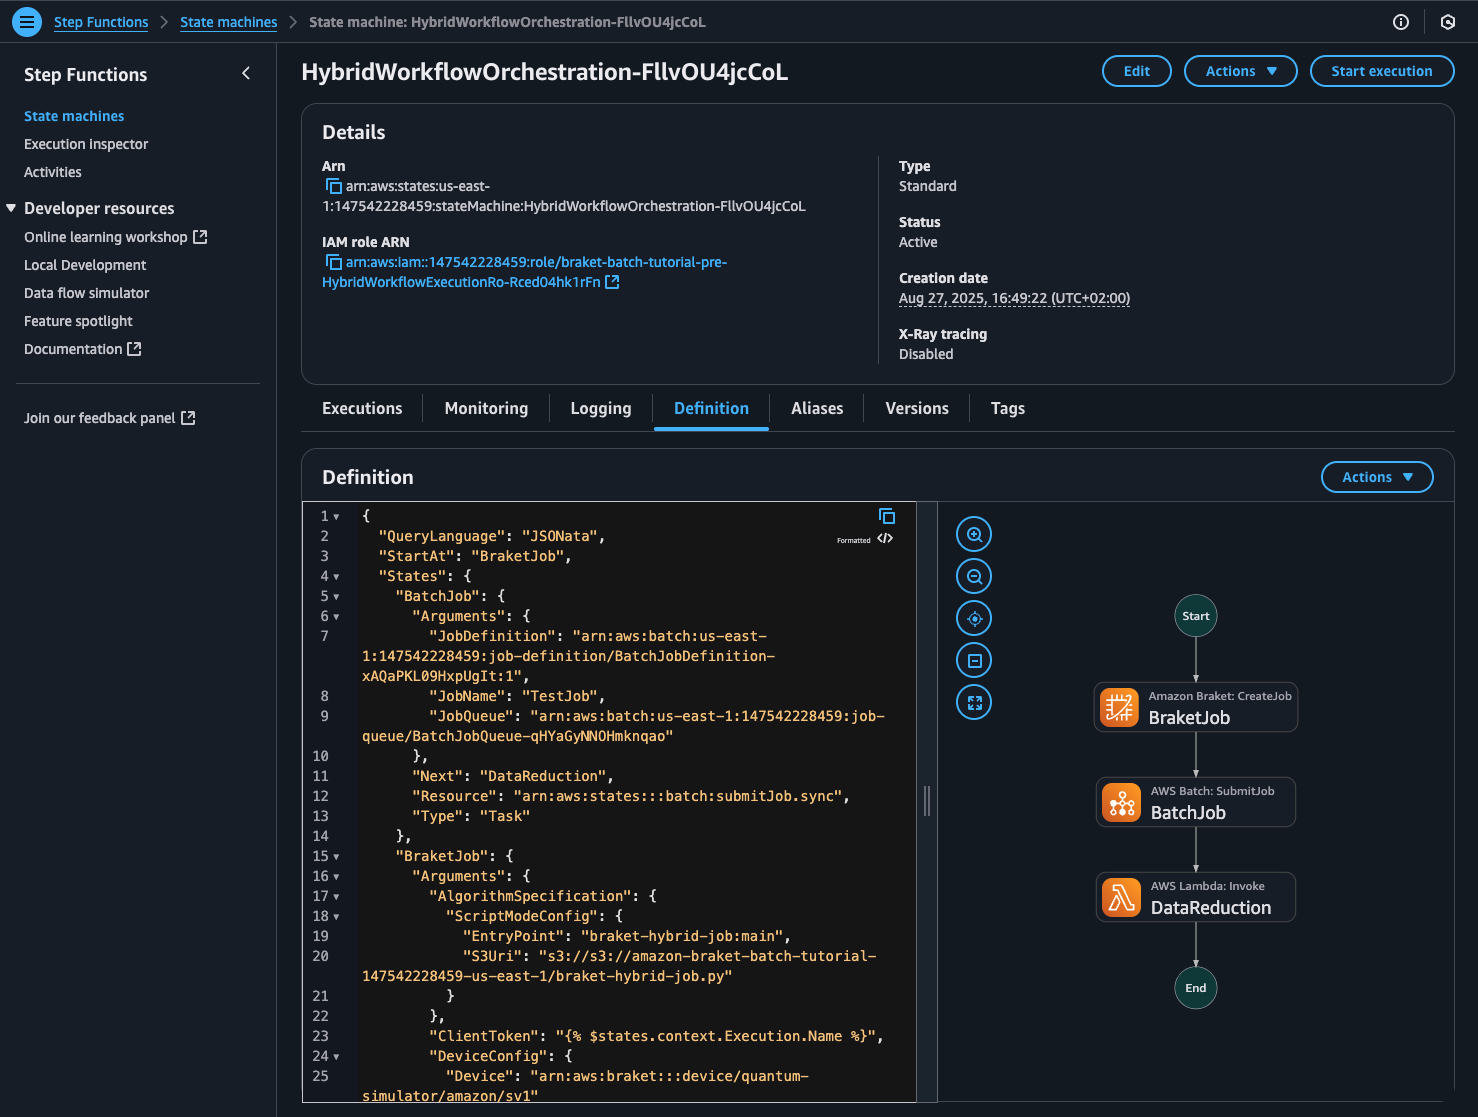 Step Functions > State machines > State machine: HybridWorkflowOrchestration-FllvOU4jcCoL
Step Functions
State machines
Execution inspector
Activities
Developer resources
Online learning workshop
Local Development
Data flow simulator
Feature spotlight
Documentation
Join our feedback panel
HybridWorkflowOrchestration-FllvOU4jcCoL
Edit
Actions
Start execution
Details
Arn
arn:aws:states:us-east-
1:147542228459:stateMachine:HybridWorkflowOrchestration-FllvOU4jcCoL
IAM role ARN
arn:aws:iam::147542228459:role/braket-batch-tutorial-pre-
HybridWorkflowExecutionRo-Rced04hk1rFn
Type
Standard
Status
Active
Creation date
Aug 27, 2025, 16:49:22 (UTC+02:00)
X-Ray tracing
Disabled
Executions
Monitoring
Logging
Definition
Aliases
Versions
Tags
Definition
Actions
Formatted
1 {
2 "QueryLanguage": "JSONata",
3 "StartAt": "BraketJob",
4 "States": {
5 "BatchJob": {
6 "Arguments": {
7 "JobDefinition": "arn:aws:batch:us-east-
1:147542228459:job-definition/BatchJobDefinition-
xAQaPKL09HxpUgIt:1",
8 "JobName": "TestJob",
9 "JobQueue": "arn:aws:batch:us-east-1:147542228459:job-
queue/BatchJobQueue-qHYaGyNNOHmknqao"
10 },
11 "Next": "DataReduction",
12 "Resource": "arn:aws:states:::batch:submitJob.sync",
13 "Type": "Task"
14 },
15 "BraketJob": {
16 "Arguments": {
17 "AlgorithmSpecification": {
18 "ScriptModeConfig": {
19 "EntryPoint": "braket-hybrid-job:main",
20 "S3Uri": "s3://s3://amazon-braket-batch-tutorial-
147542228459-us-east-1/braket-hybrid-job.py"
21 }
22 },
23 "ClientToken": "{% $states.context.Execution.Name %}",
24 "DeviceConfig": {
25 "Device": "arn:aws:braket:::device/quantum-
simulator/amazon/sv1"
Start
Amazon Braket: CreateJob
BraketJob
AWS Batch: SubmitJob
BatchJob
AWS Lambda: Invoke
DataReduction
End